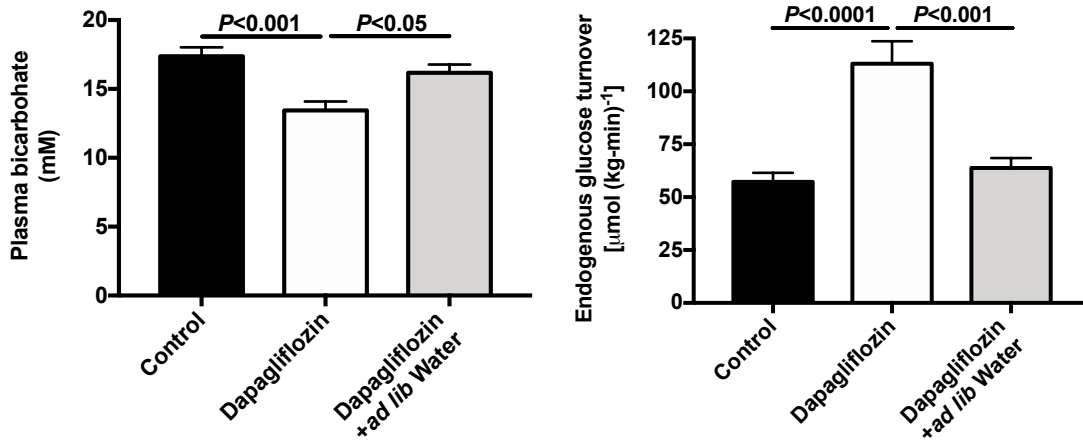 P<0.001 P<0.05
20
15
10
5
0
Plasma bicarbohate
(mM)
Control
Dapagliflozin
Dapagliflozin
+ad lib Water
P<0.0001 P<0.001
125
100
75
50
25
0
Endogenous glucose turnover
[μmol (kg-min)-1)
Control
Dapagliflozin
Dapagliflozin
+ad lib Water